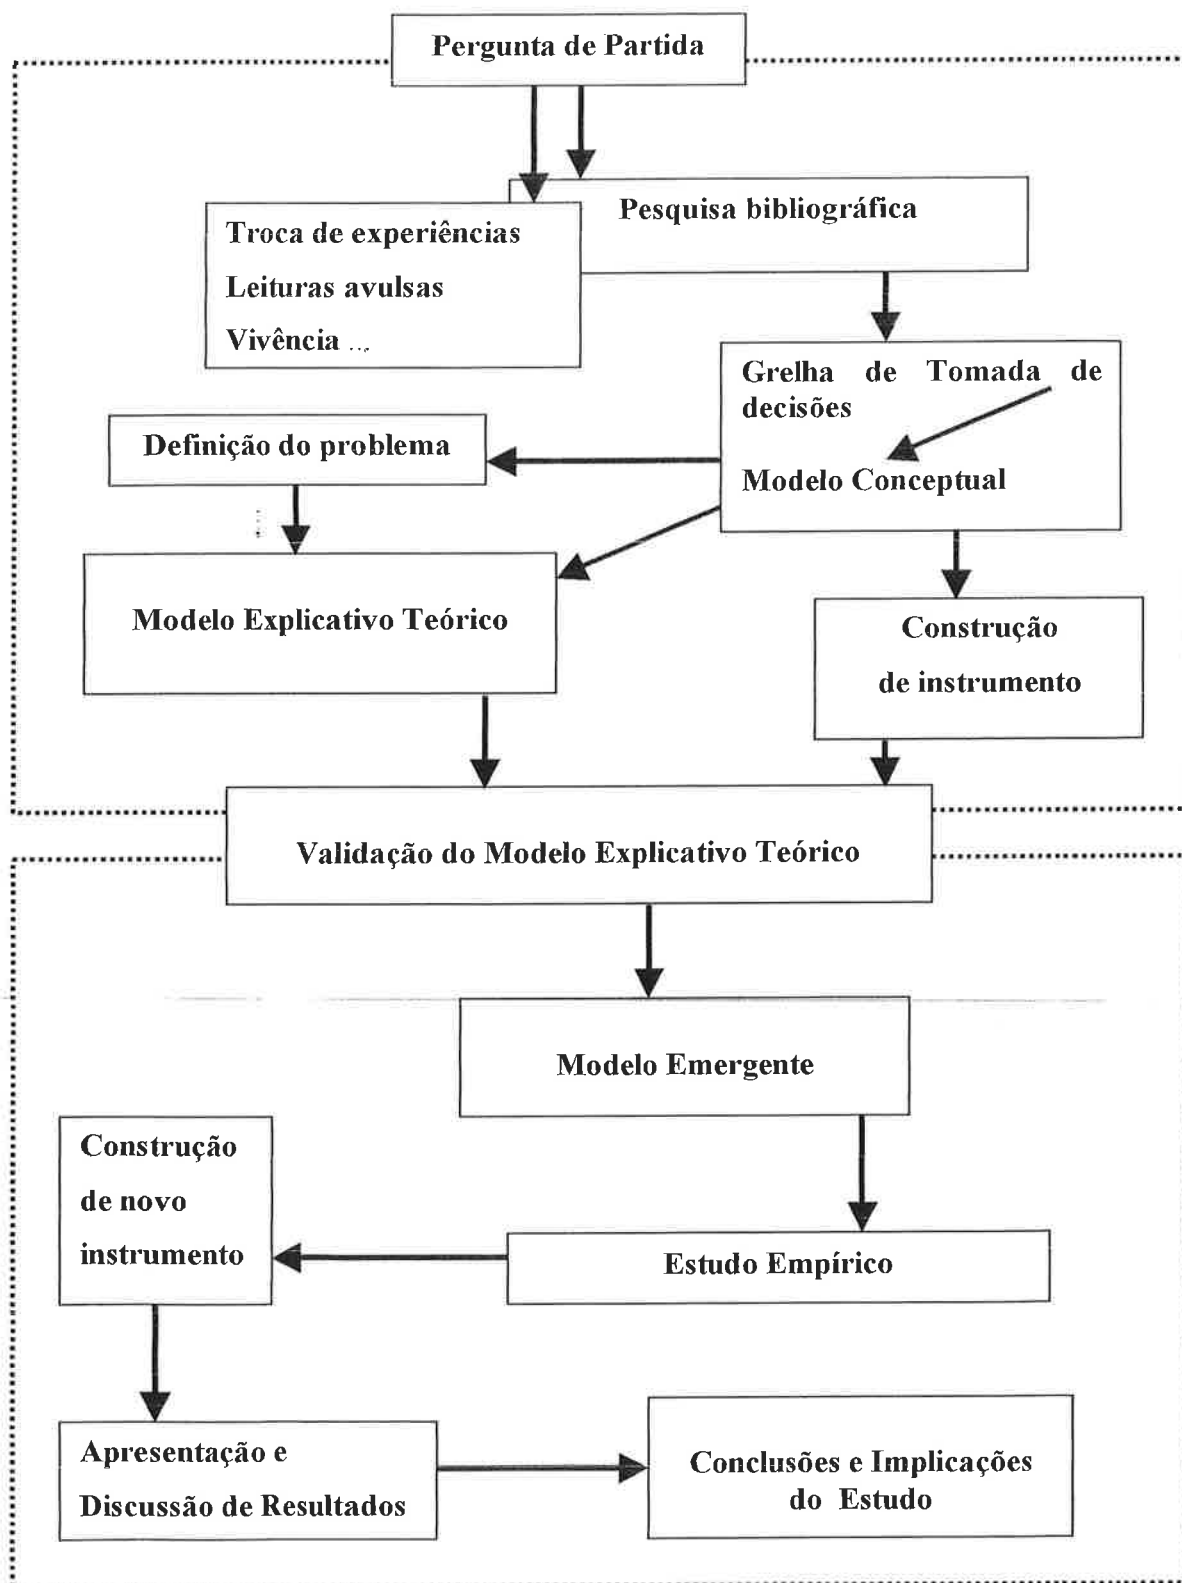 Pergunta de Partida
Pesquisa bibliográfica
Troca de experiências
Leituras avulsas
Vivência ...
Grelha de Tomada de
decisões
Modelo Conceptual
Definição do problema
Modelo Explicativo Teórico
Construção
de instrumento
Validação do Modelo Explicativo Teórico
Modelo Emergente
Construção
de novo
instrumento
Estudo Empírico
Apresentação e
Discussão de Resultados
Conclusões e Implicações
do Estudo